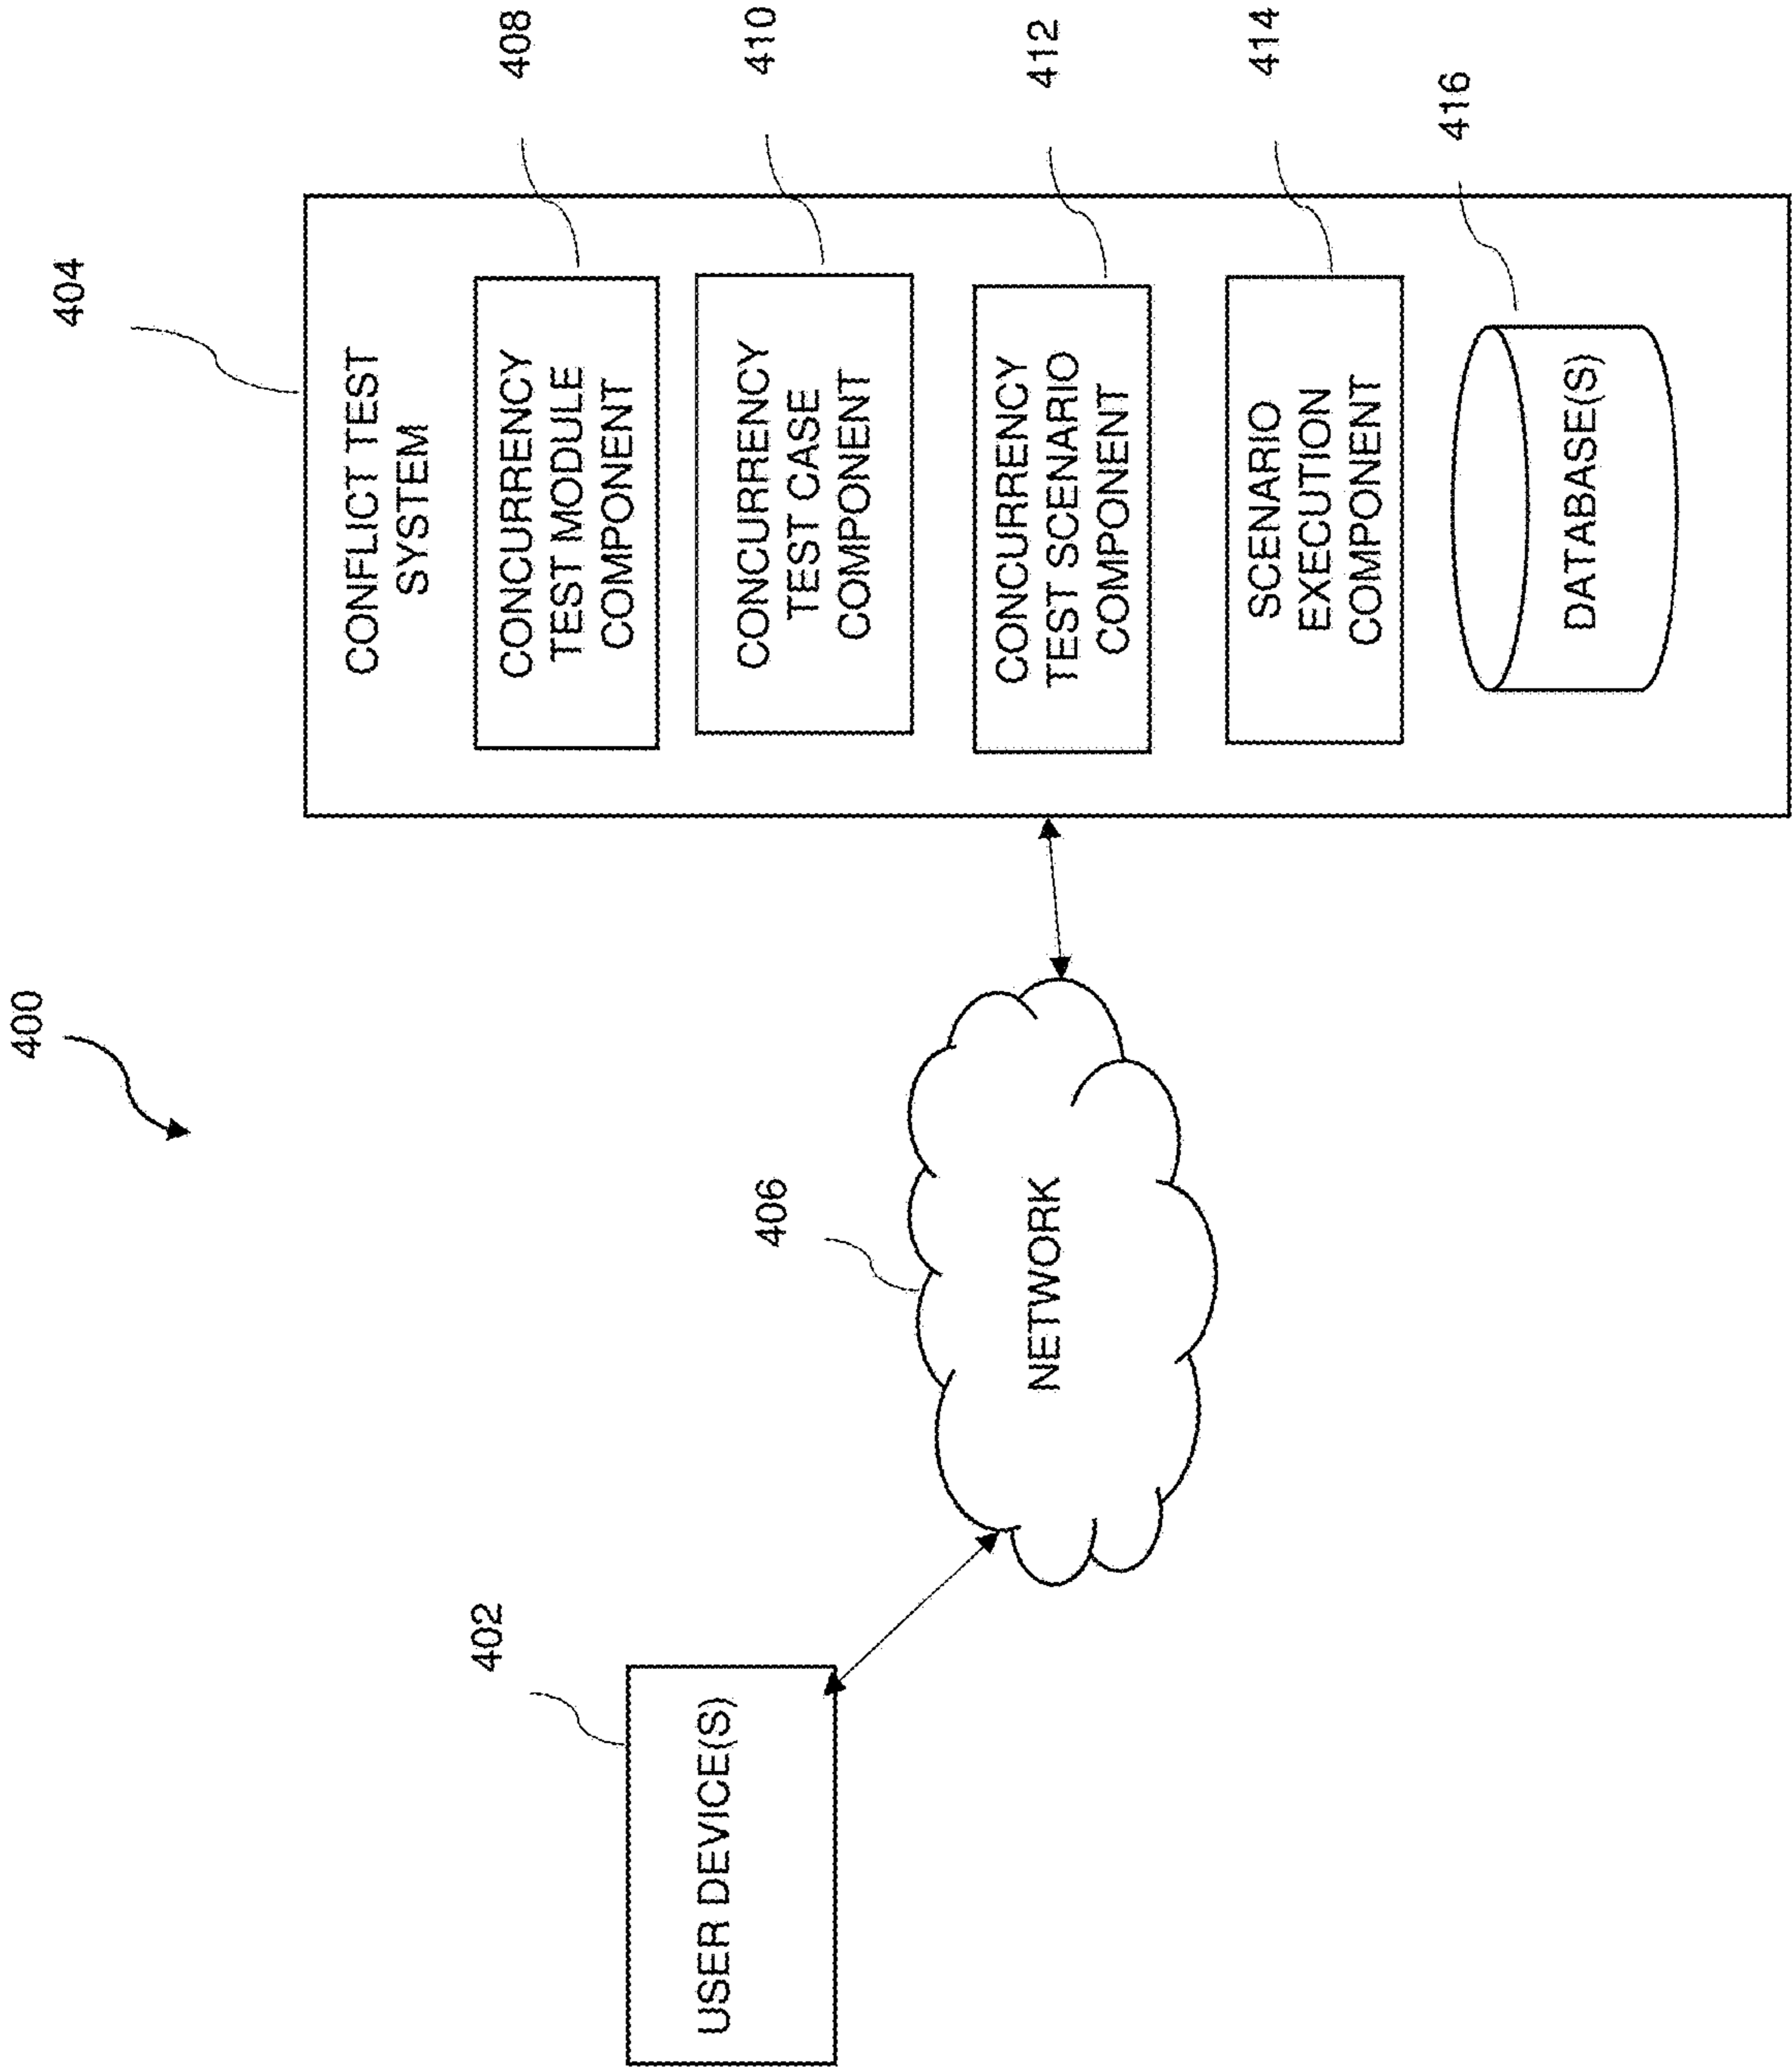 400
402
USER DEVICE(S)
406
NETWORK
404
CONFLICT TEST
SYSTEM
408
CONCURRENCY
TEST MODULE
COMPONENT
410
CONCURRENCY
TEST CASE
COMPONENT
412
CONCURRENCY
TEST SCENARIO
COMPONENT
414
SCENARIO
EXECUTION
COMPONENT
416
DATABASE(S)